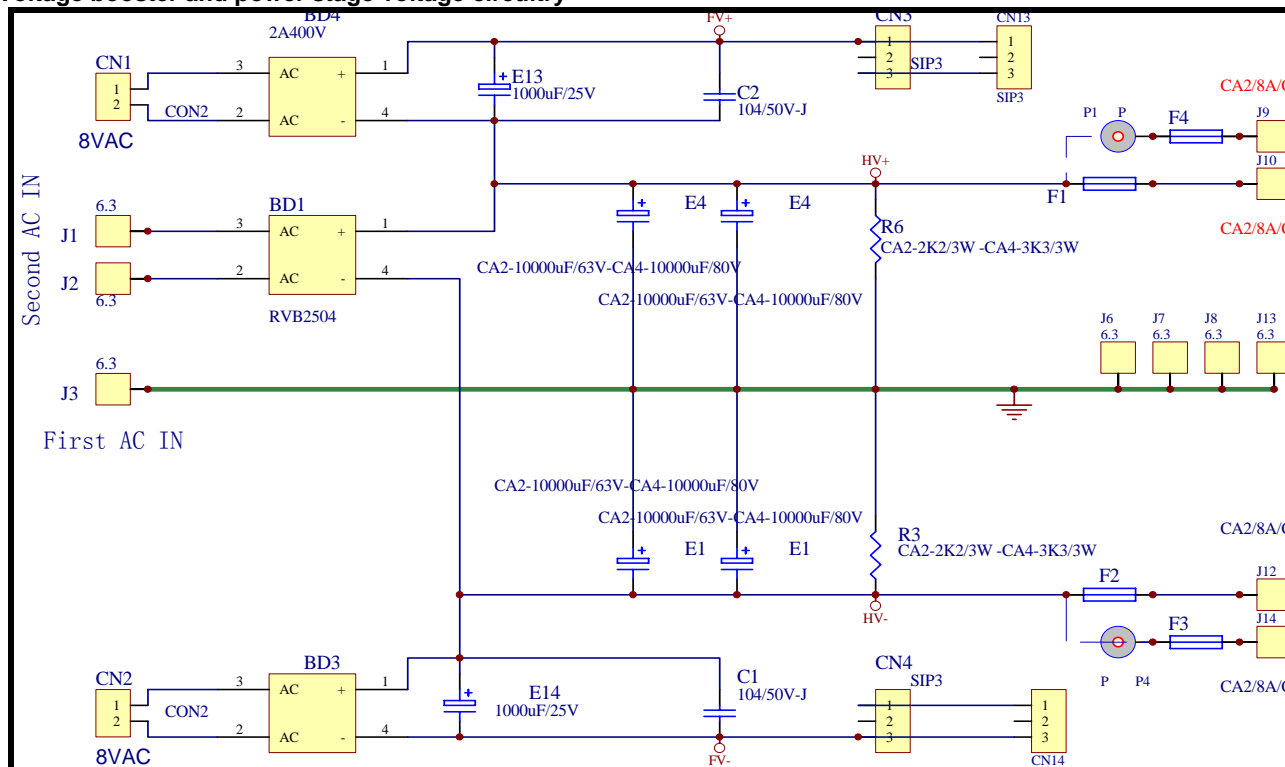 Voltage booster and power stage voltage circuitry
BD4
2A400V
CN1
1
2
CON2
8VAC
3
AC
+
1
2
AC
-
4
+
E13
1000uF/25V
FV+
C2
104/50V-J
CN5
1
2
3
SIP3
CN13
1
2
3
SIP3
CA2/8A/
P1
P
F4
J9
J10
HV+
F1
CA2/8A/
Second AC IN
6.3
J1
J2
6.3
BD1
3
AC
+
1
2
AC
-
4
RVB2504
+
E4
+
E4
R6
CA2-2K2/3W -CA4-3K3/3W
CA2-10000uF/63V-CA4-10000uF/80V
CA2-10000uF/63V-CA4-10000uF/80V
J6
6.3
J7
6.3
J8
6.3
J13
6.3
6.3
J3
First AC IN
CA2-10000uF/63V-CA4-10000uF/80V
CA2-10000uF/63V-CA4-10000uF/80V
+
E1
+
E1
R3
CA2-2K2/3W -CA4-3K3/3W
CA2/8A/
F2
J12
HV-
F3
J14
P
P4
CA2/8A/
CN2
1
2
CON2
8VAC
BD3
3
AC
+
1
2
AC
-
4
+
E14
1000uF/25V
C1
104/50V-J
FV-
CN4
SIP3
1
2
3
1
2
3
CN14